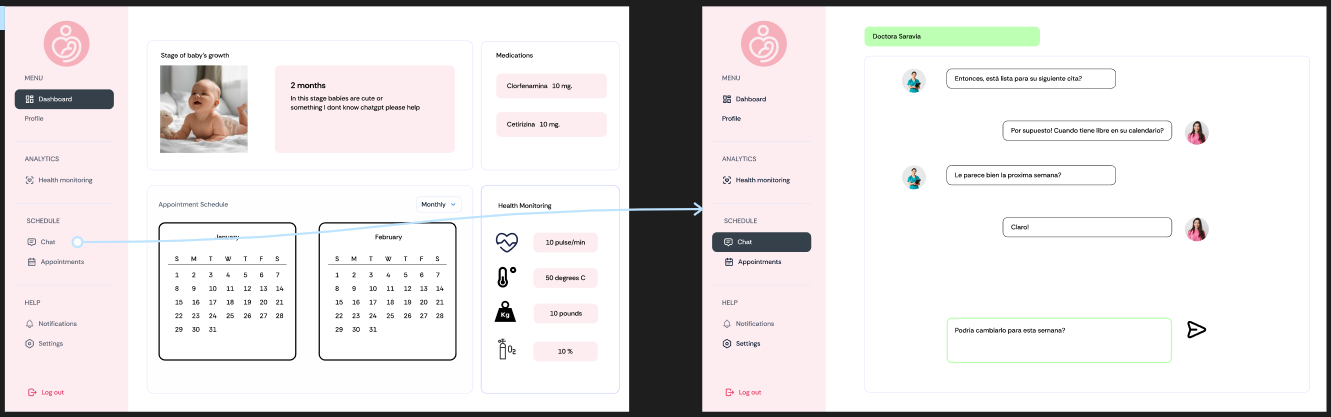 MENU
Dashboard
Profile
ANALYTICS
Health monitoring
SCHEDULE
Chat
Appointments
HELP
Notifications
Settings
Log out
Stage of baby's growth
2 months
In this stage babies are cute or
something I dont know chatgpt please help
Medications
Clorfenamina 10 mg.
Cetirizina 10 mg.
Appointment Schedule
Monthly
January
S M T W T F S
1 2 3 4 5 6 7
8 9 10 11 12 13 14
15 16 17 18 19 20 21
22 23 24 25 26 27 28
29 30 31
February
S M T W T F S
1 2 3 4 5 6 7
8 9 10 11 12 13 14
15 16 17 18 19 20 21
22 23 24 25 26 27 28
29 30 31
Health Monitoring
10 pulse/min
50 degrees C
Kg
10 pounds
O2
10 %
MENU
Dahboard
Profile
ANALYTICS
Health monitoring
SCHEDULE
Chat
Appointments
HELP
Notifications
Settings
Log out
Doctora Saravia
Entonces, está lista para su siguiente cita?
Por supuesto! Cuando tiene libre en su calendario?
Le parece bien la proxima semana?
Claro!
Podria cambiarlo para esta semana?